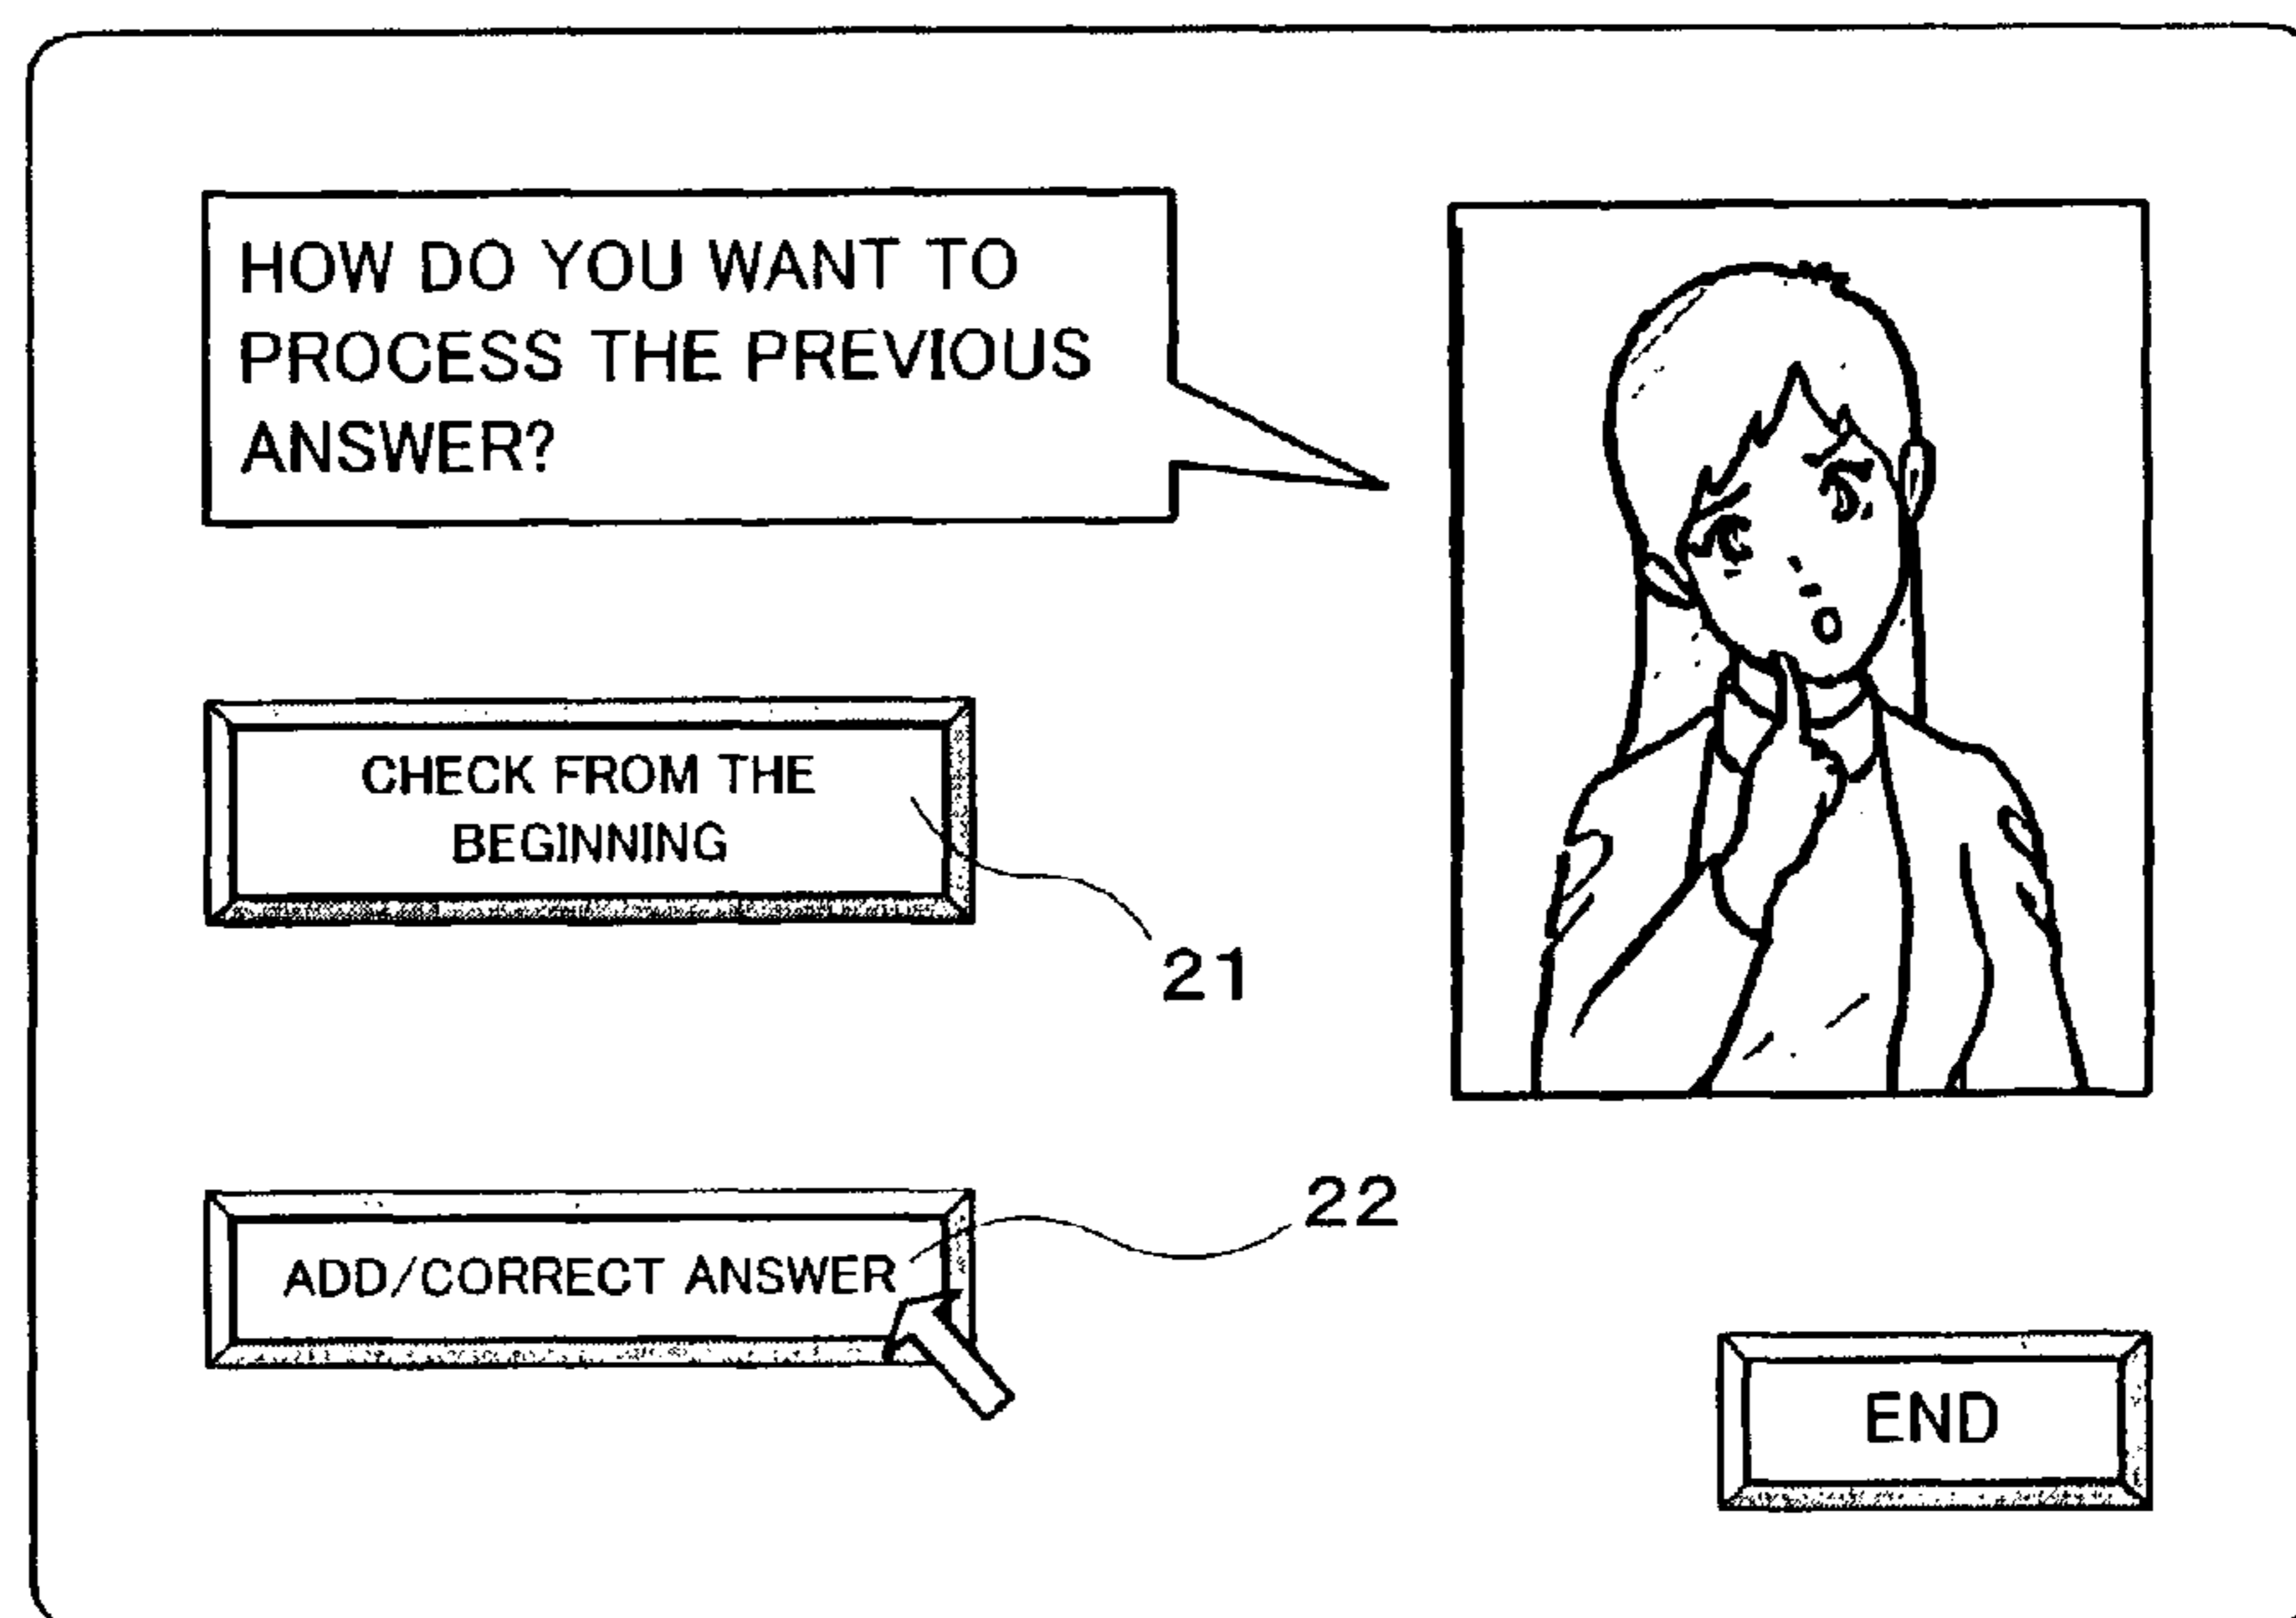 HOW DO YOU WANT TO
PROCESS THE PREVIOUS
ANSWER?
CHECK FROM THE
BEGINNING
21
22
ADD/CORRECT ANSWER
END